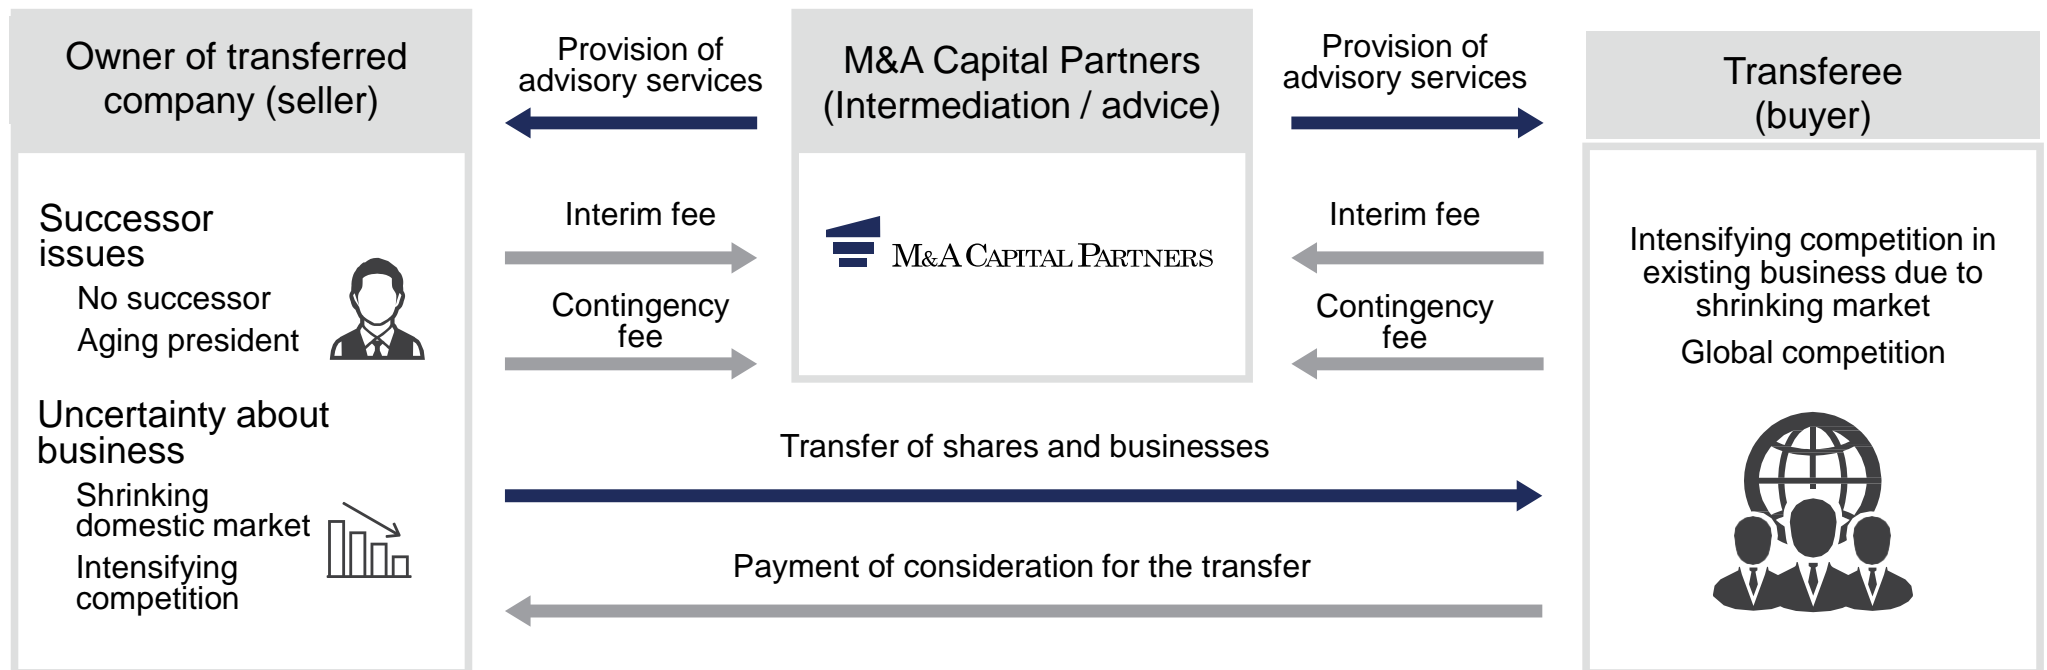 Owner of transferred
company (seller)
Successor
issues
No successor
Aging president
Uncertainty about
business
Shrinking
domestic market
Intensifying
competition
Provision of
advisory services
Interim fee
Contingency
fee
M&A Capital Partners
(Intermediation / advice)
M&A CAPITAL PARTNERS
Provision of
advisory services
Interim fee
Contingency
fee
Transfer of shares and businesses
Payment of consideration for the transfer
Transferee
(buyer)
Intensifying competition in
existing business due to
shrinking market
Global competition